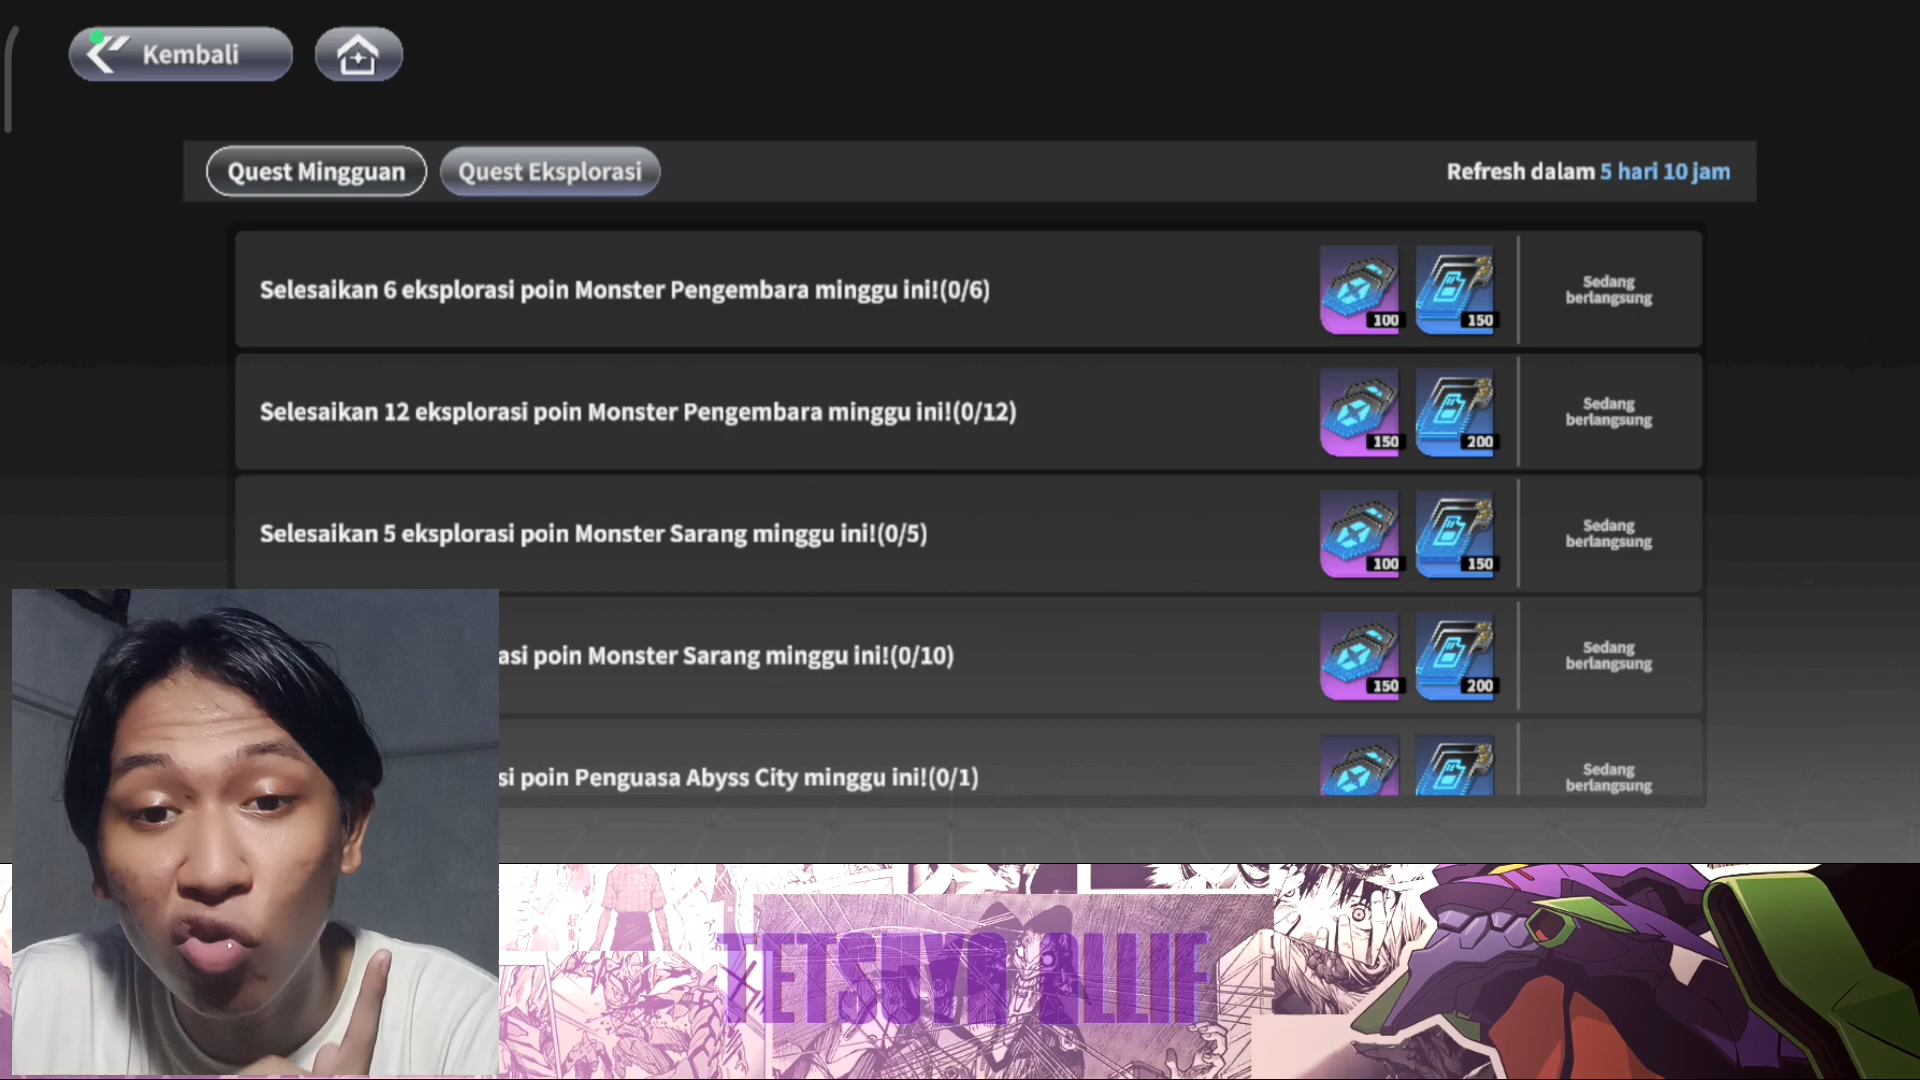 Kembali
Quest Mingguan
Quest Eksplorasi
Refresh dalam 5 hari 10 jam
Selesaikan 6 eksplorasi poin Monster Pengembara minggu ini!(0/6)
100
150
Sedang
berlangsung
Selesaikan 12 eksplorasi poin Monster Pengembara minggu ini!(0/12)
150
200
Sedang
berlangsung
Selesaikan 5 eksplorasi poin Monster Sarang minggu ini!(0/5)
100
150
Sedang
berlangsung
asi poin Monster Sarang minggu ini!(0/10)
150
200
Sedang
berlangsung
si poin Penguasa Abyss City minggu ini!(0/1)
Sedang
berlangsung
TETSUYA OLLIF